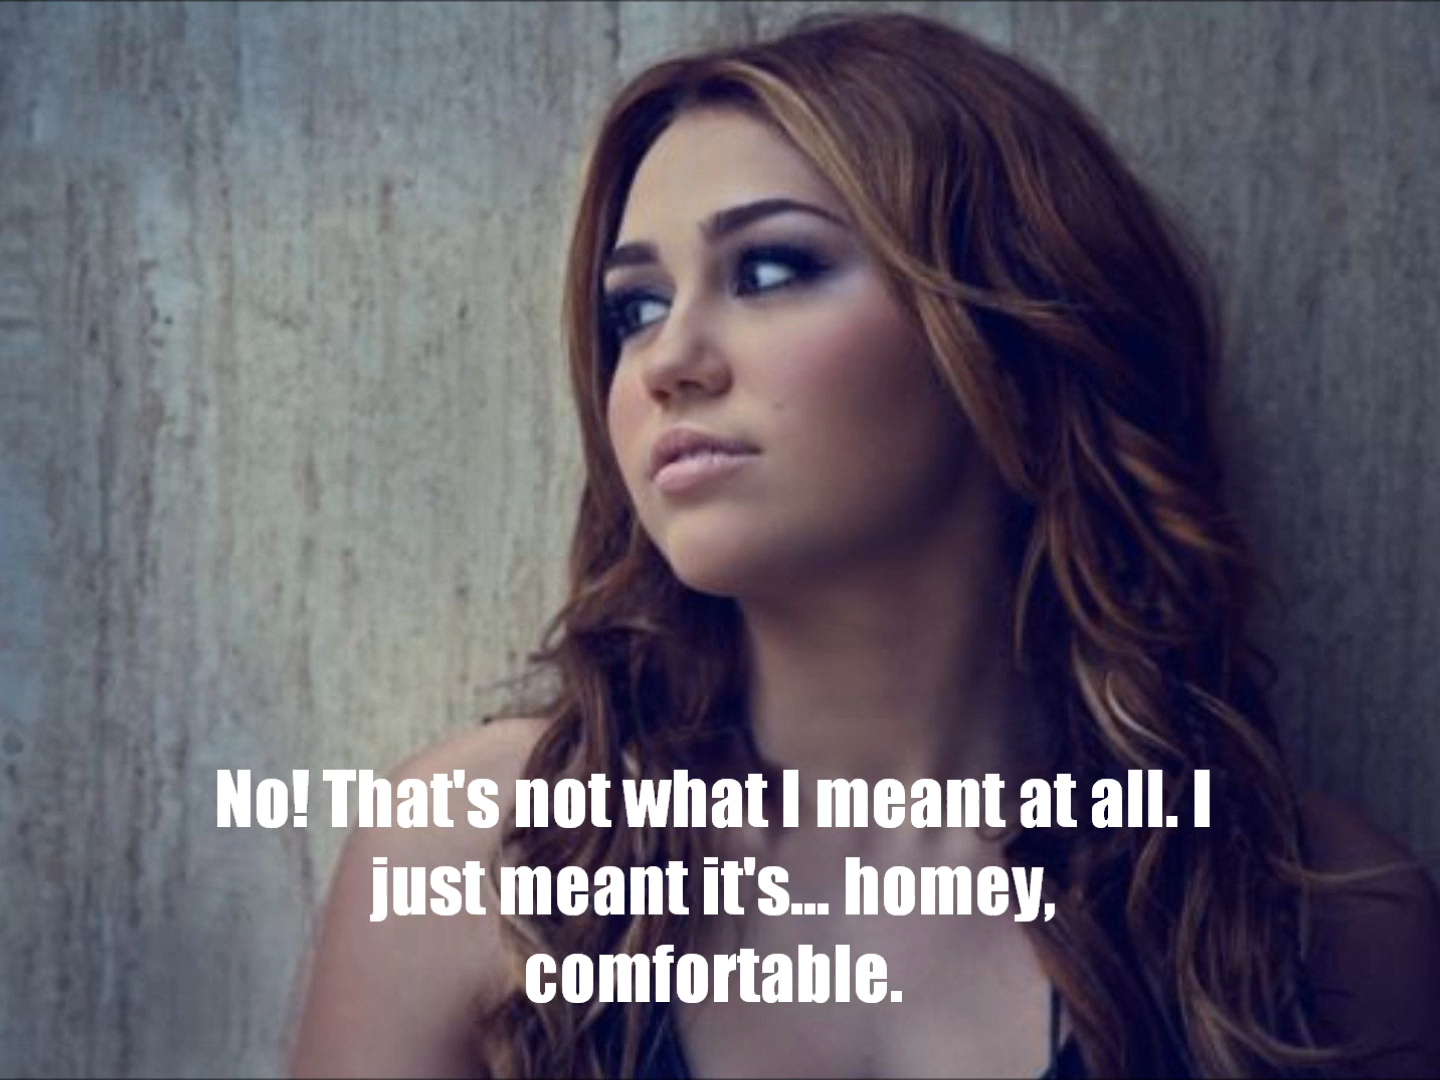 No! That's not what I meant at all. I
just meant it's... homey,
comfortable.